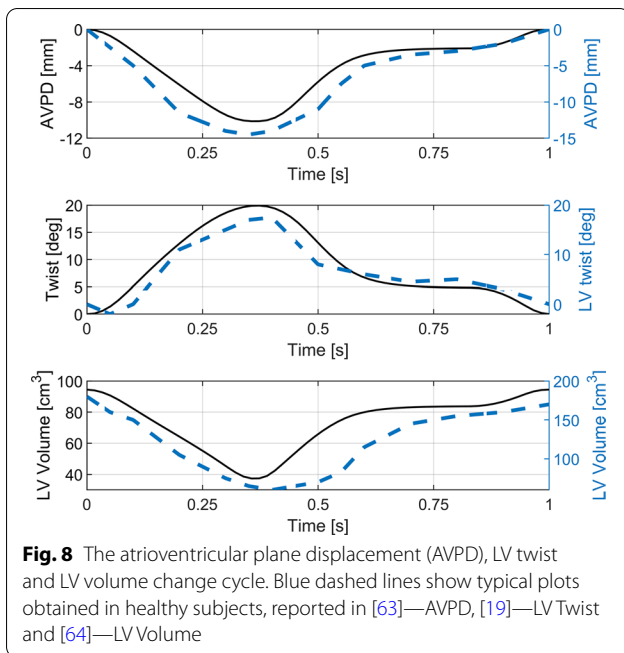 0
-4
-8
-12
AVPD [mm]
0
-5
-10
-15
AVPD [mm]
0 0.25 0.5 0.75 1
Time [s]
20
15
10
5
0
Twist [deg]
20
10
0
LV twist [deg]
0 0.25 0.5 0.75 1
Time [s]
100
80
60
40
LV Volume [cm³]
200
150
100
LV Volume [cm³]
0 0.25 0.5 0.75 1
Time [s]
Fig. 8 The atrioventricular plane displacement (AVPD), LV twist
and LV volume change cycle. Blue dashed lines show typical plots
obtained in healthy subjects, reported in [63]—AVPD, [19]—LV Twist
and [64]—LV Volume